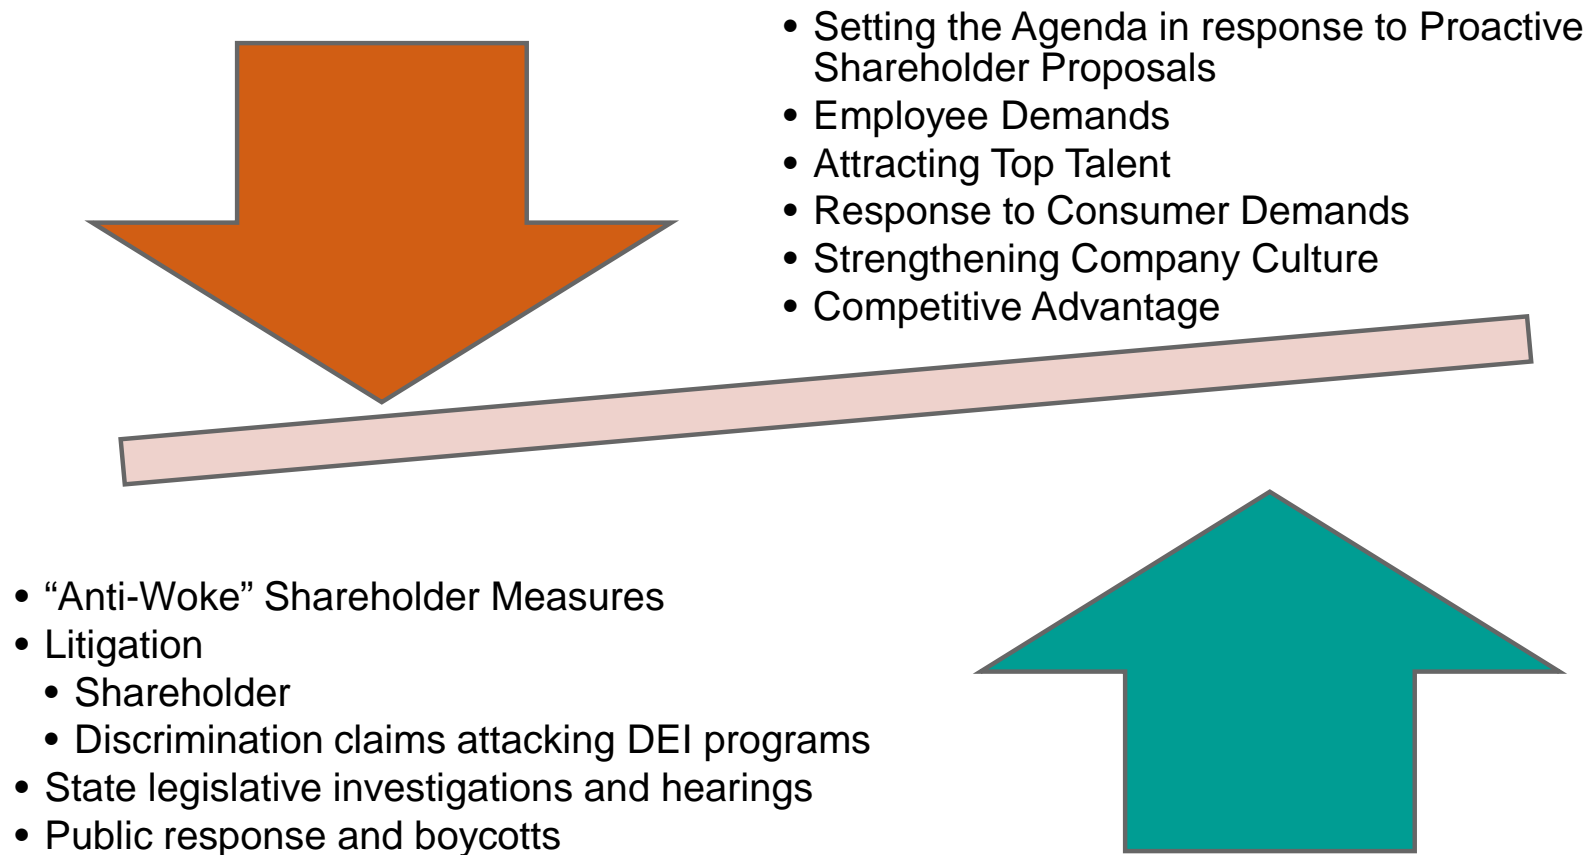 • Setting the Agenda in response to Proactive
Shareholder Proposals
• Employee Demands
• Attracting Top Talent
• Response to Consumer Demands
• Strengthening Company Culture
• Competitive Advantage
• “Anti-Woke” Shareholder Measures
• Litigation
• Shareholder
• Discrimination claims attacking DEI programs
• State legislative investigations and hearings
• Public response and boycotts